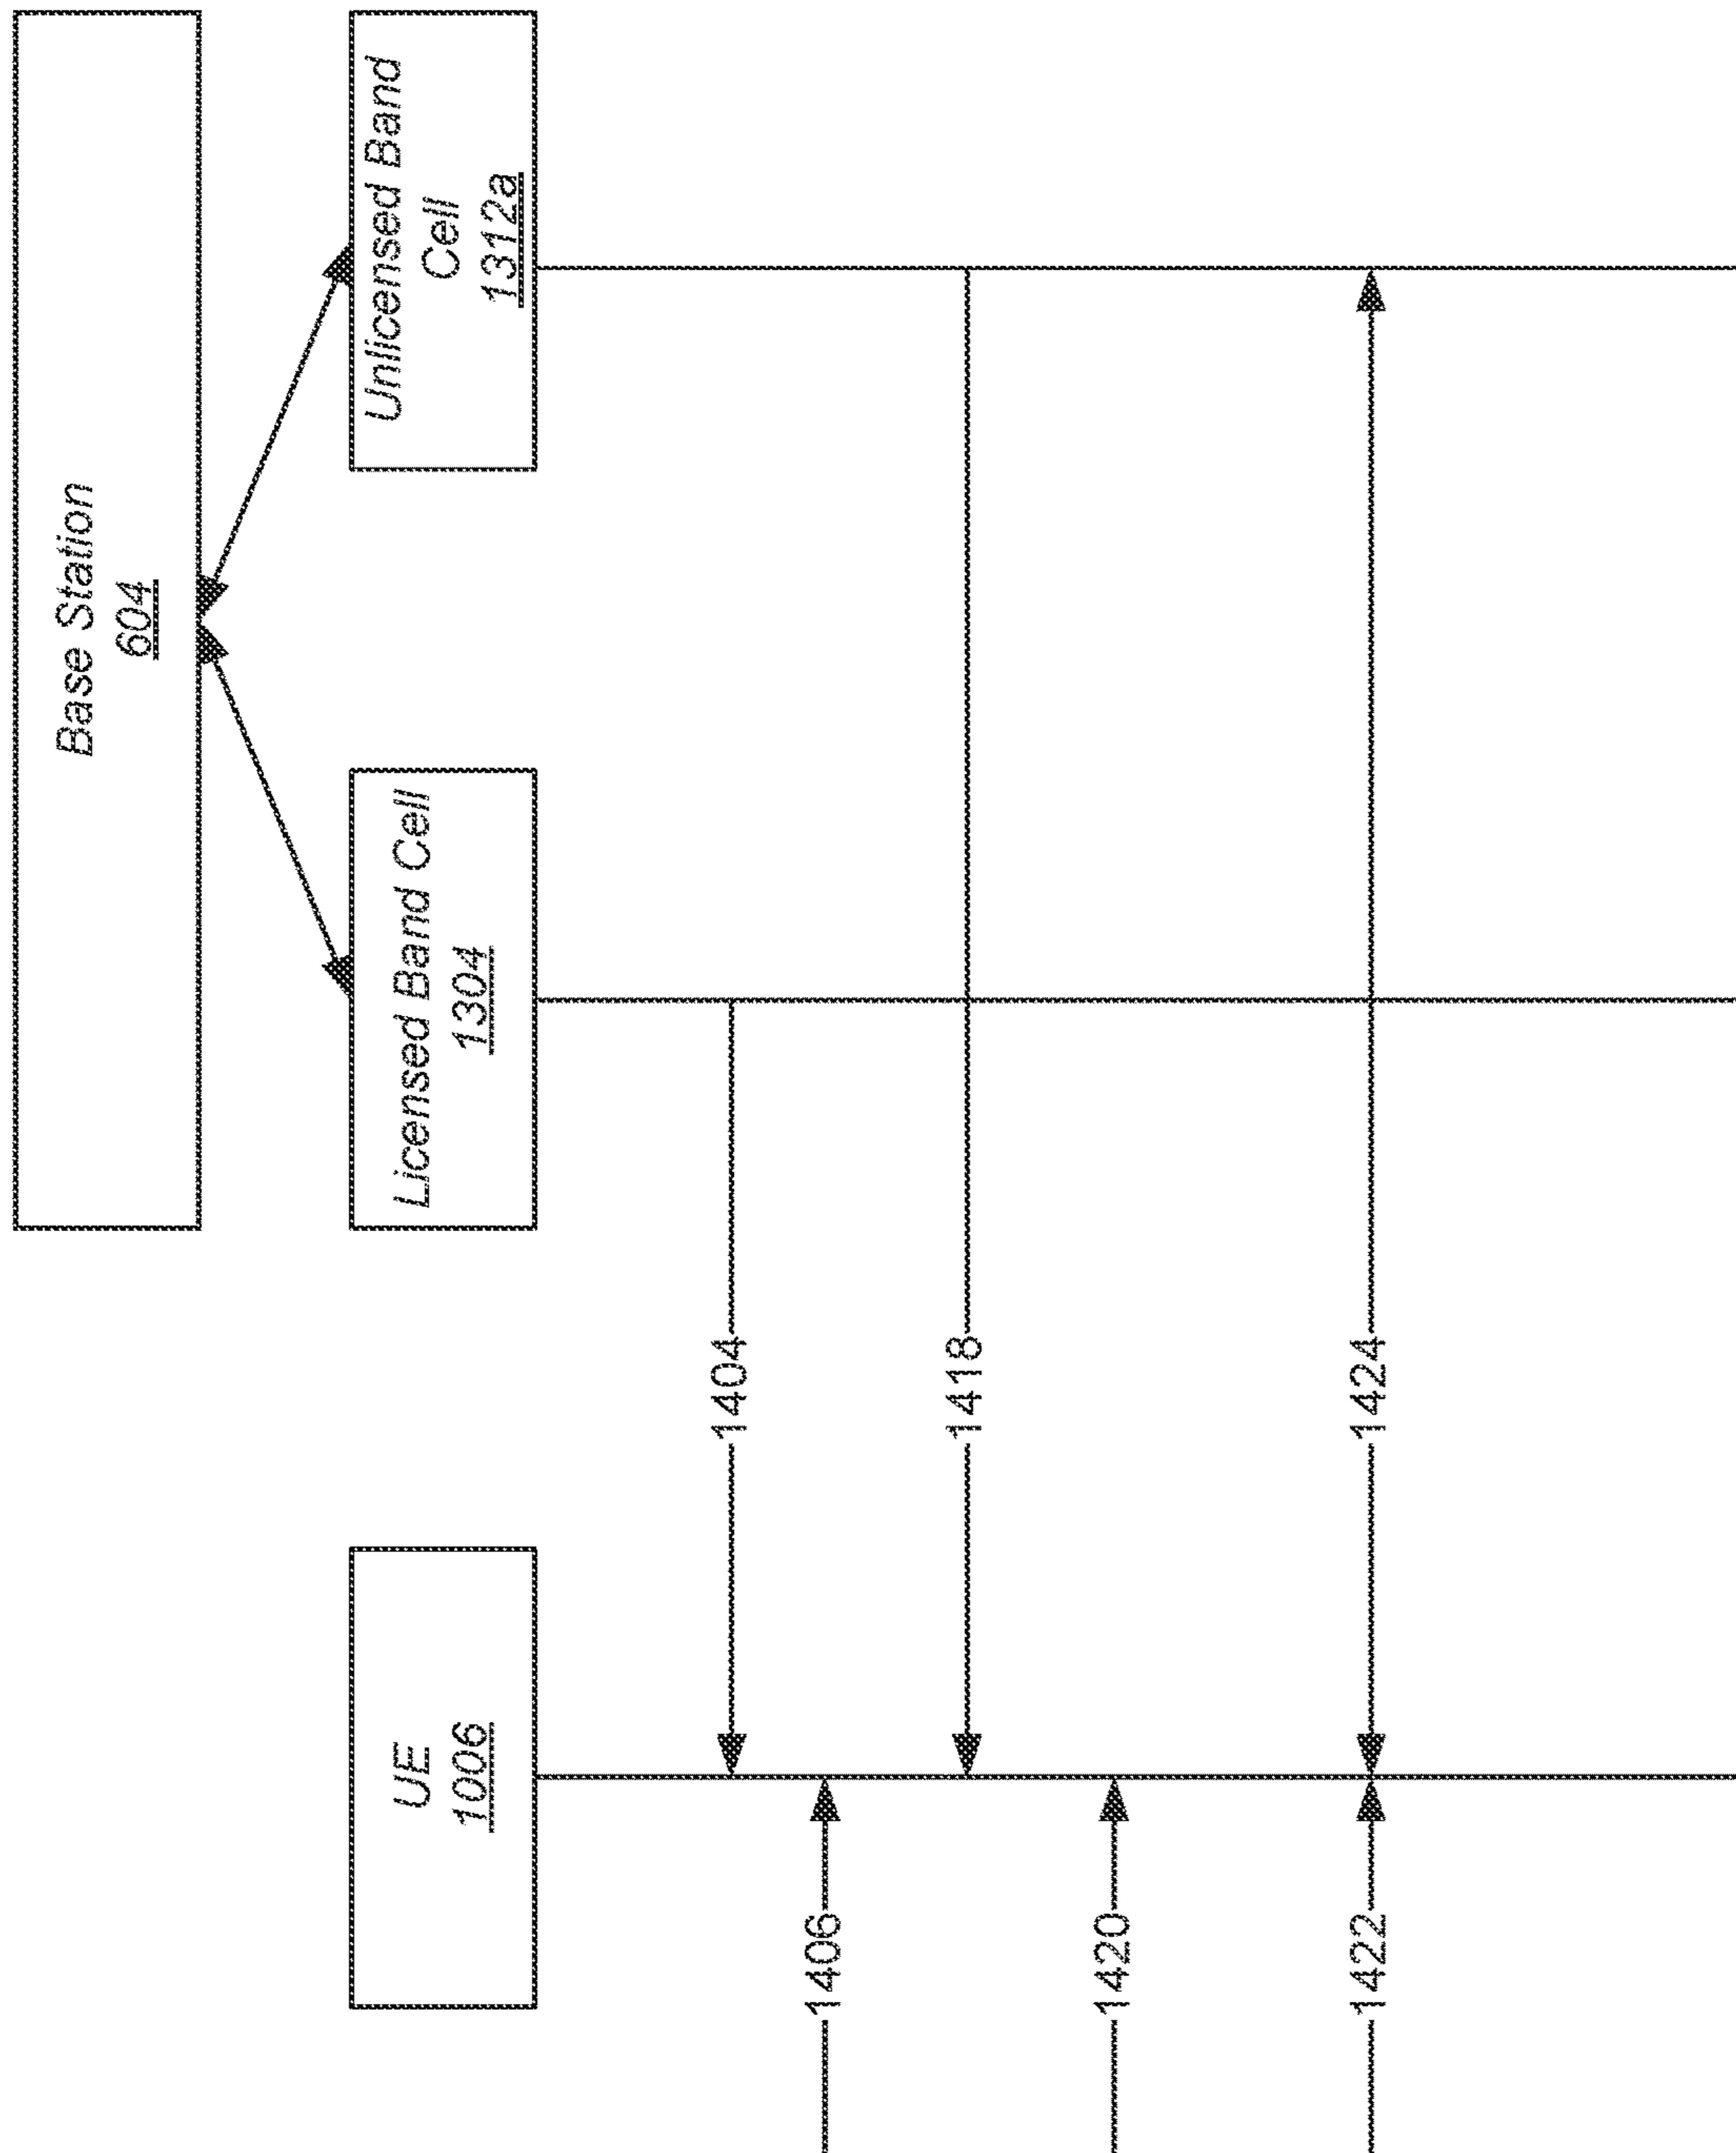 Base Station
604
UE
1006
Licensed Band Cell
1304
Unlicensed Band
Cell
1312a
1404
1406
1418
1420
1422
1424